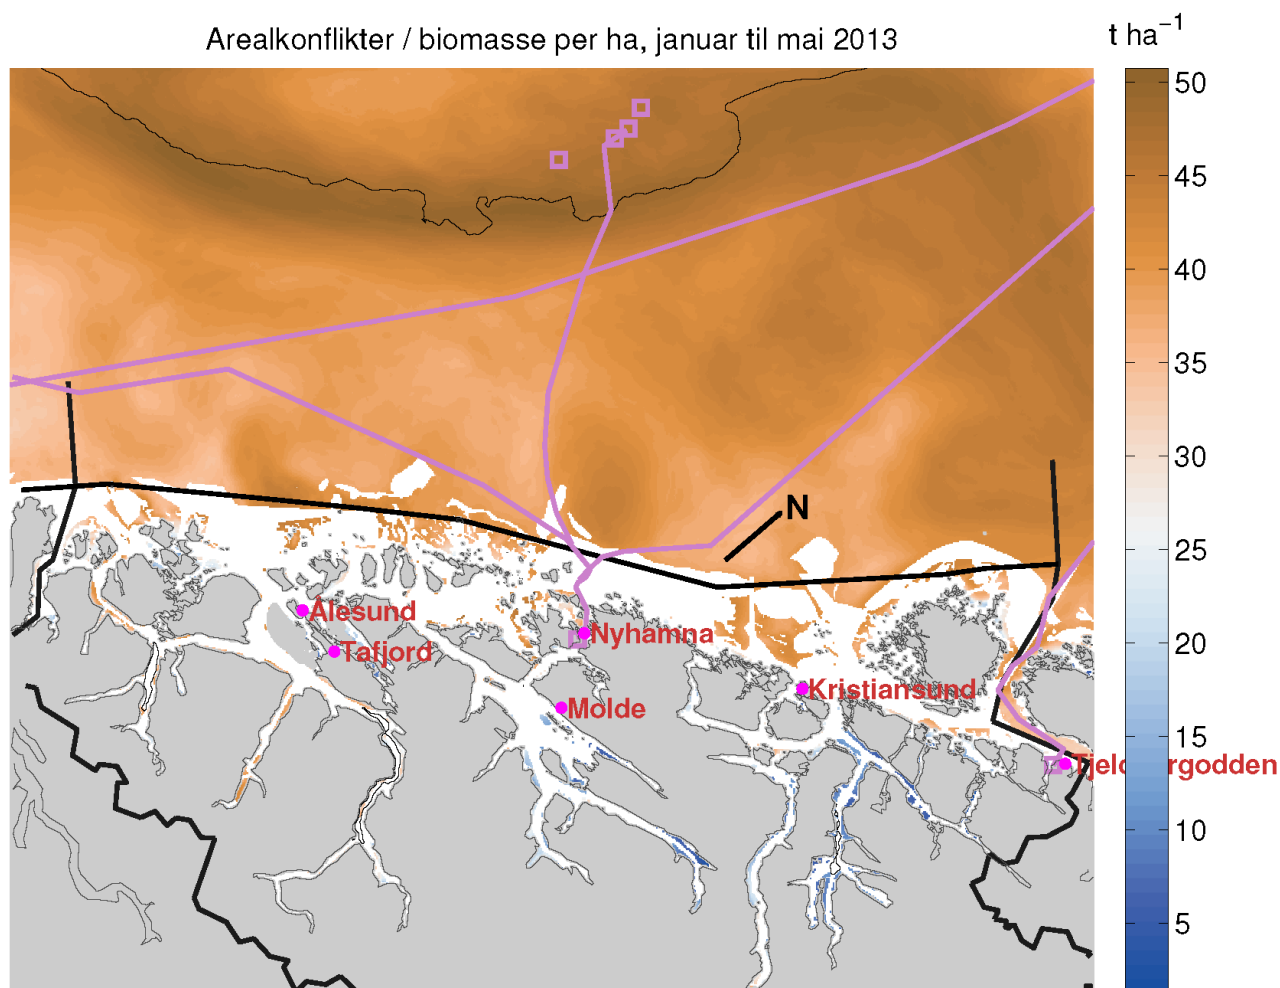 Arealkonflikter / biomasse per ha, januar til mai 2013
t ha⁻¹
50
45
40
35
30
25
20
15
10
5
N
Ålesund
Tafjord
Nyhamna
Molde
Kristiansund